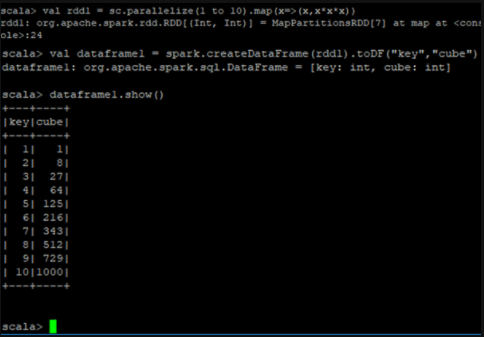 scala> val rdd1 = sc.parallelize(1 to 10).map(x=>(x,x*x*x))
rdd1: org.apache.spark.rdd.RDD[(Int, Int)] = MapPartitionsRDD[7] at map at <cons
ole>:24
scala> val dataframe1 = spark.createDataFrame(rdd1).toDF("key","cube")
dataframe1: org.apache.spark.sql.DataFrame = [key: int, cube: int]
scala> dataframe1.show()
+---+----+
|key|cube|
+---+----+
|  1|   1|
|  2|   8|
|  3|  27|
|  4|  64|
|  5| 125|
|  6| 216|
|  7| 343|
|  8| 512|
|  9| 729|
| 10|1000|
+---+----+
scala>